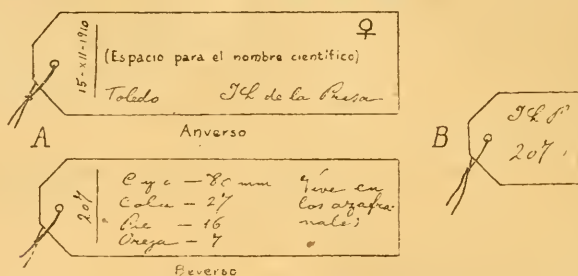 15-XII-1910
♀
(Espacio para el nombre científico)
Toledo
de la Presa
A
Anverso
207
C y c — 80 mm
Cola — 27
Pie — 16
Oreja — 7
Vive en
los azafra-
nales
Reverso
B
207